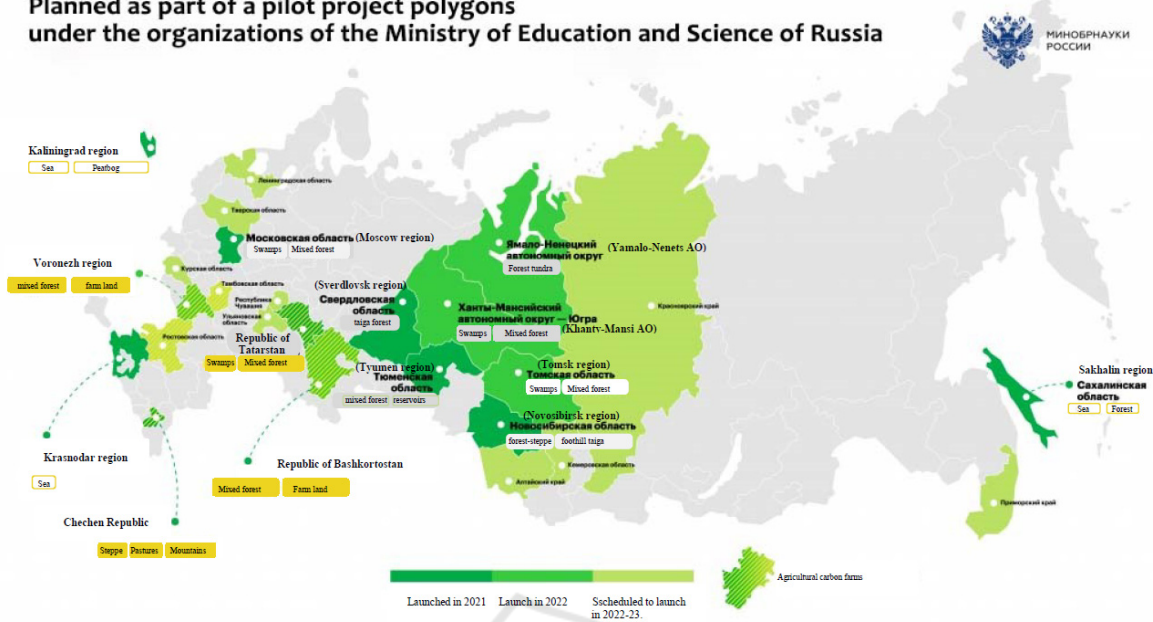 Planned as part of a pilot project polygons
under the organizations of the Ministry of Education and Science of Russia
МИНОБРНАУКИ
РОССИИ
Kaliningrad region
Sea Peatbog
Ленинградская область
Тверская область
Московская область (Moscow region)
Swamps Mixed forest
Ямало-Ненецкий
автономный округ
(Yamalo-Nenets AO)
Forest tundra
Voronezh region
mixed forest farm land
Курская область
Тамбовская область
Республика
Чувашия
Ульяновская
область
Ростовская область
(Sverdlovsk region)
Свердловская
область
taiga forest
Ханты-Мансийский
автономный округ — Югра
(Khanty-Mansi AO)
Swamps Mixed forest
Красноярский край
Republic of
Tatarstan
Swamps Mixed forest
(Tyumen region)
Тюменская
область
mixed forest reservoirs
(Tomsk region)
Томская область
Swamps Mixed forest
Sakhalin region
Сахалинская
область
Sea Forest
(Novosibirsk region)
Новосибирская область
forest-steppe foothill taiga
Кемеровская область
Алтайский край
Приморский край
Krasnodar region
Sea
Republic of Bashkortostan
Mixed forest Farm land
Chechen Republic
Steppe Pastures Mountains
Agricultural carbon farms
Launched in 2021 Launch in 2022 Sscheduled to launch
in 2022-23.